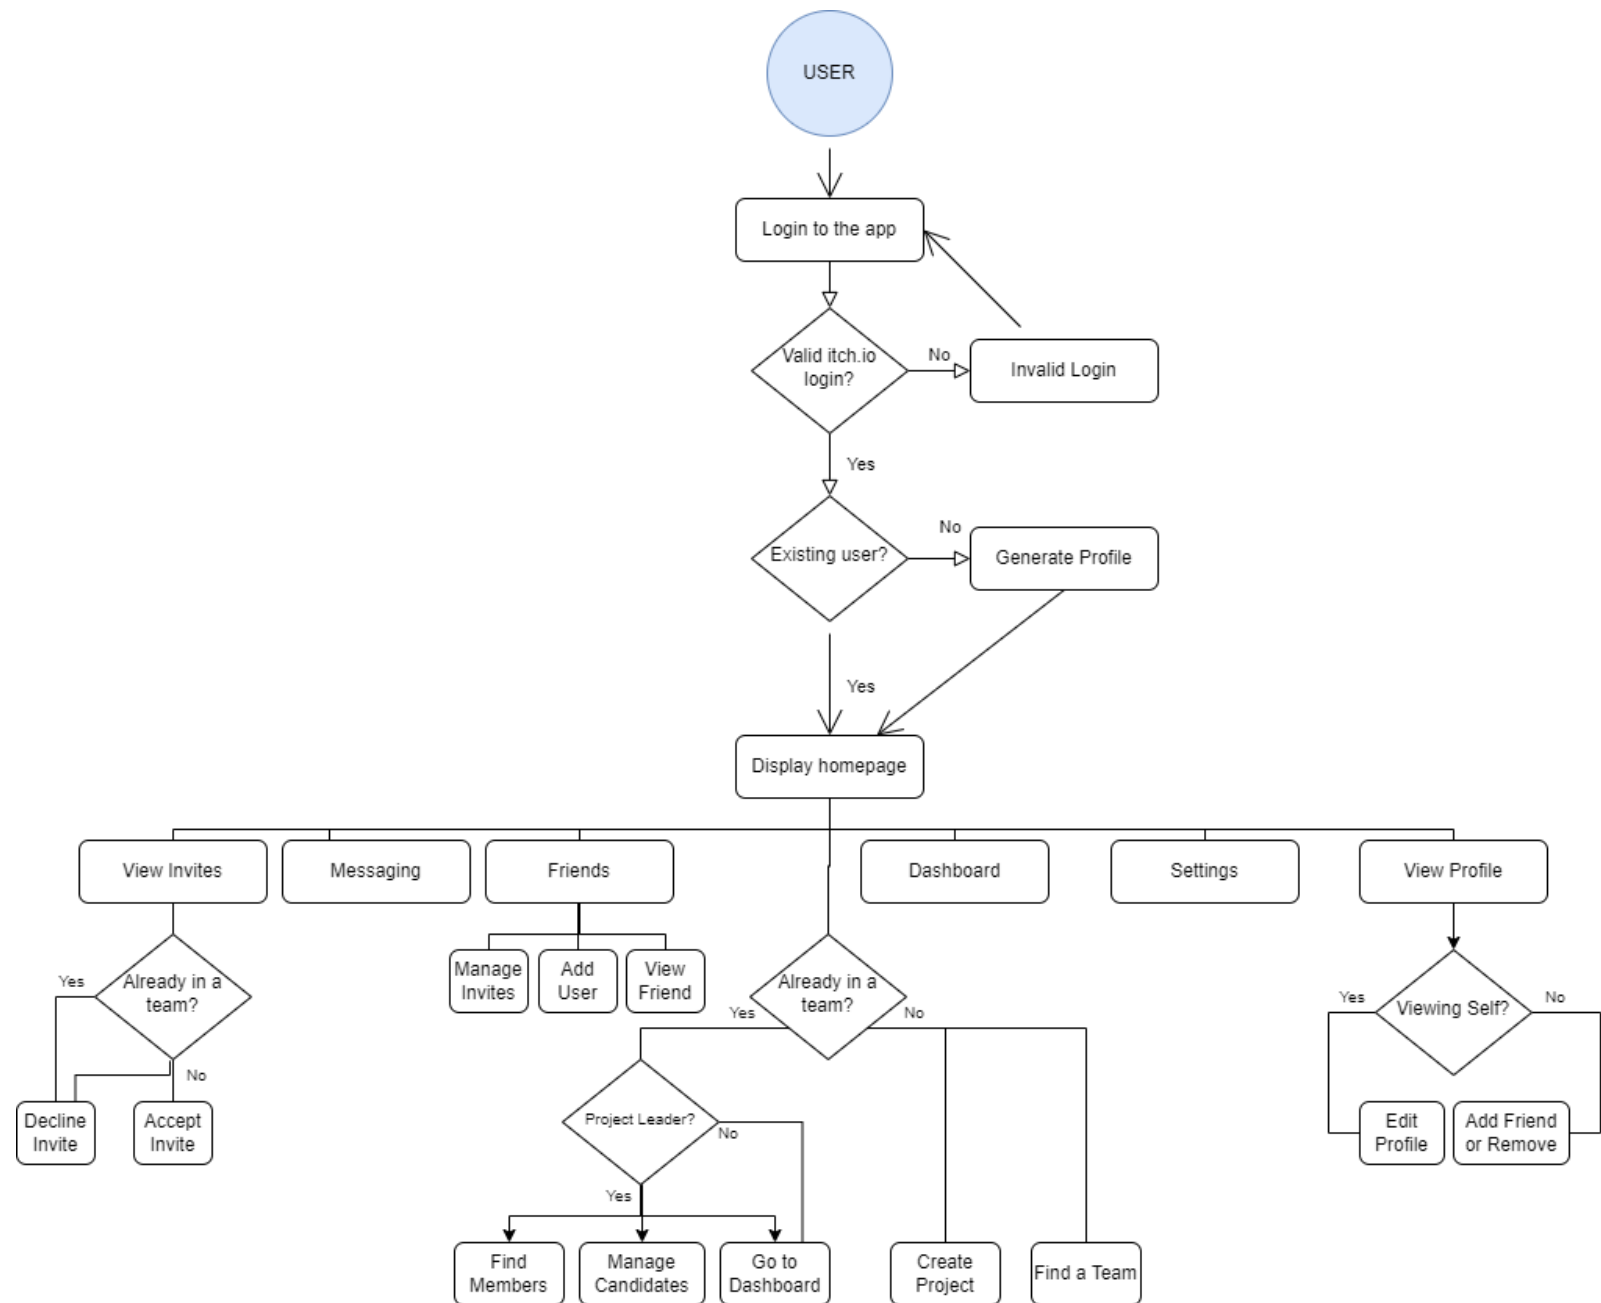 USER
Login to the app
Valid itch.io
login?
No
Invalid Login
Yes
Existing user?
No
Generate Profile
Yes
Display homepage
View Invites
Messaging
Friends
Dashboard
Settings
View Profile
Yes
Already in a
team?
No
Decline
Invite
Accept
Invite
Manage
Invites
Add
User
View
Friend
Already in a
team?
Yes
No
Project Leader?
No
Yes
Find
Members
Manage
Candidates
Go to
Dashboard
Create
Project
Find a Team
Yes
Viewing Self?
No
Edit
Profile
Add Friend
or Remove